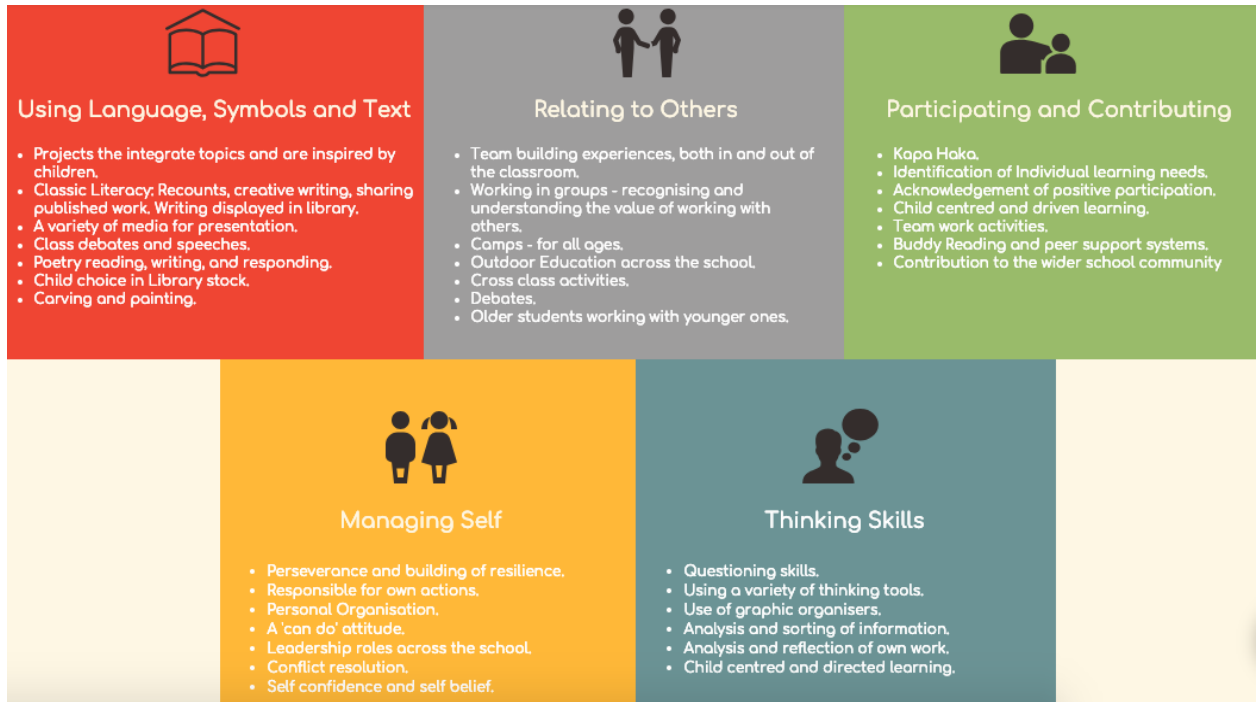 Using Language, Symbols and Text
• Projects the integrate topics and are inspired by
children.
• Classic Literacy: Recounts, creative writing, sharing
published work. Writing displayed in library.
• A variety of media for presentation.
• Class debates and speeches.
• Poetry reading, writing, and responding.
• Child choice in Library stock.
• Carving and painting.
Relating to Others
• Team building experiences, both in and out of
the classroom.
• Working in groups - recognising and
understanding the value of working with
others.
• Camps - for all ages.
• Outdoor Education across the school.
• Cross class activities.
• Debates.
• Older students working with younger ones.
Participating and Contributing
• Kapa Haka.
• Identification of Individual learning needs.
• Acknowledgement of positive participation.
• Child centred and driven learning.
• Team work activities.
• Buddy Reading and peer support systems.
• Contribution to the wider school community
Managing Self
• Perseverance and building of resilience.
• Responsible for own actions.
• Personal Organisation.
• A 'can do' attitude.
• Leadership roles across the school.
• Conflict resolution.
• Self confidence and self belief.
Thinking Skills
• Questioning skills.
• Using a variety of thinking tools.
• Use of graphic organisers.
• Analysis and sorting of information.
• Analysis and reflection of own work.
• Child centred and directed learning.